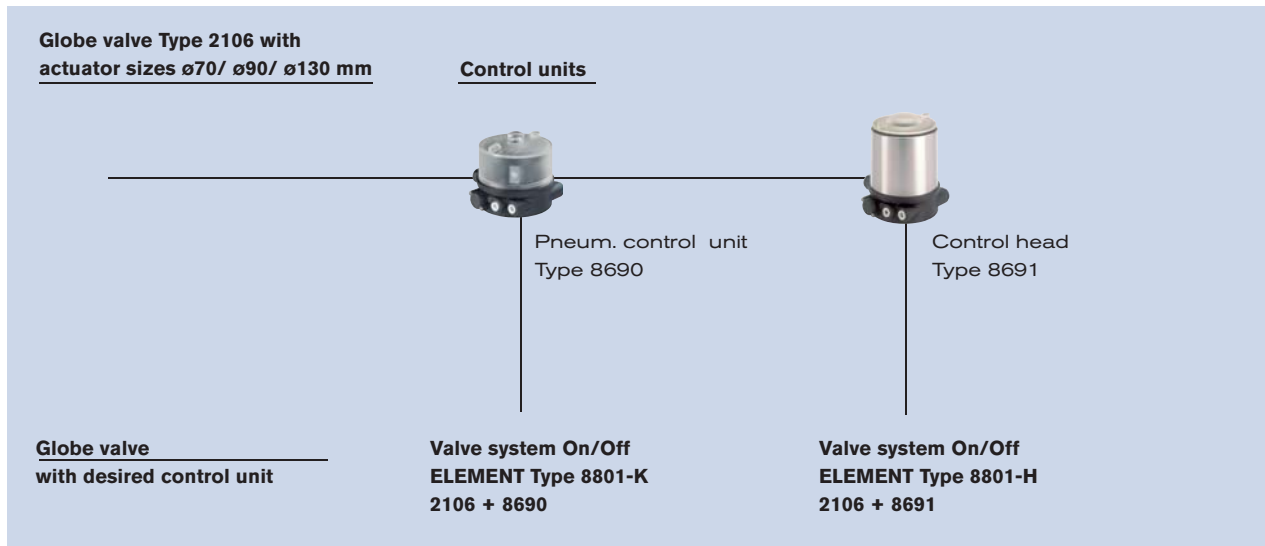 Globe valve Type 2106 with
actuator sizes ø70/ ø90/ ø130 mm
Control units
Pneum. control unit
Type 8690
Control head
Type 8691
Globe valve
with desired control unit
Valve system On/Off
ELEMENT Type 8801-K
2106 + 8690
Valve system On/Off
ELEMENT Type 8801-H
2106 + 8691